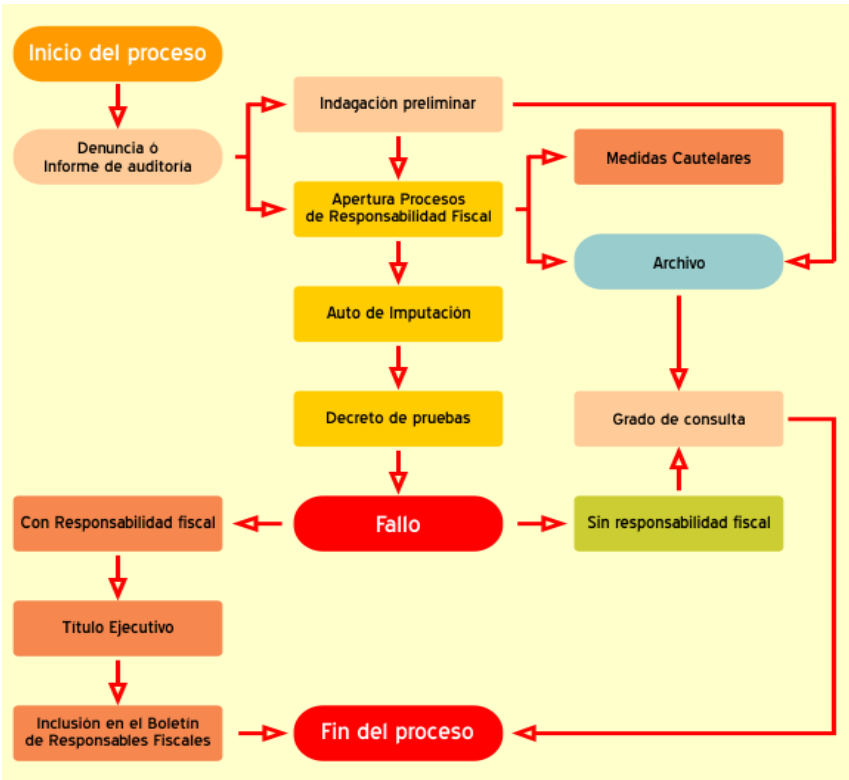 Inicio del proceso
Denuncia ó
Informe de auditoría
Indagación preliminar
Apertura Procesos
de Responsabilidad Fiscal
Medidas Cautelares
Archivo
Auto de Imputación
Decreto de pruebas
Grado de consulta
Con Responsabilidad fiscal
Fallo
Sin responsabilidad fiscal
Título Ejecutivo
Inclusión en el Boletín
de Responsables Fiscales
Fin del proceso